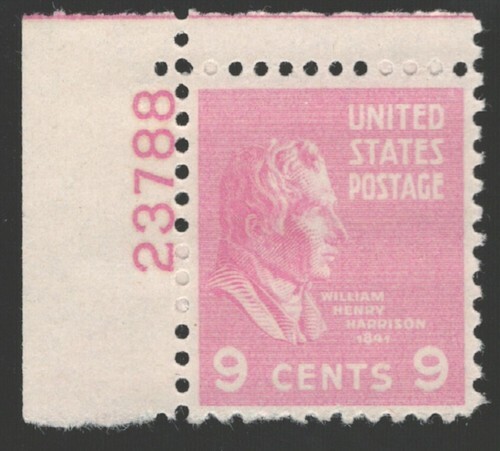 23788
UNITED
STATES
POSTAGE
WILLIAM
HENRY
HARRISON
1841
9 CENTS 9